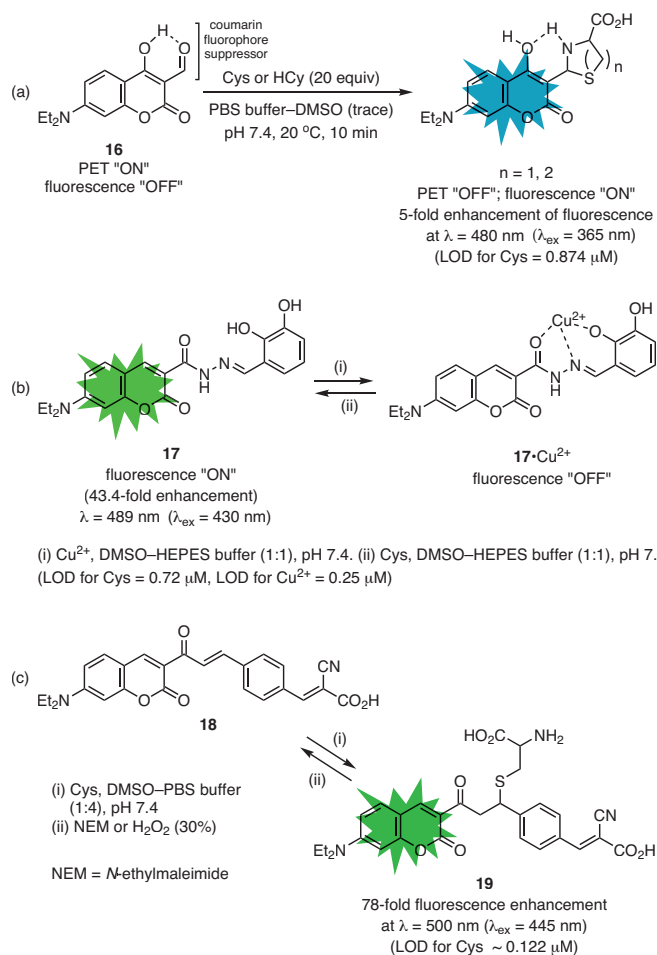 (a)
O H O
coumarin
fluorophore
suppressor
Et2N O O
16
PET "ON"
fluorescence "OFF"
Cys or HCy (20 equiv)
PBS buffer–DMSO (trace)
pH 7.4, 20 °C, 10 min
CO2H
H H
O N ( )n
S
Et2N O O
n = 1, 2
PET "OFF"; fluorescence "ON"
5-fold enhancement of fluorescence
at λ = 480 nm (λex = 365 nm)
(LOD for Cys = 0.874 μM)
(b)
OH
O HO
N
N
H
Et2N O O
17
fluorescence "ON"
(43.4-fold enhancement)
λ = 489 nm (λex = 430 nm)
(i)
(ii)
Cu2+ OH
O O
N
N
H
Et2N O O
17•Cu2+
fluorescence "OFF"
(i) Cu2+, DMSO–HEPES buffer (1:1), pH 7.4. (ii) Cys, DMSO–HEPES buffer (1:1), pH 7.
(LOD for Cys = 0.72 μM, LOD for Cu2+ = 0.25 μM)
(c)
O
CN
CO2H
Et2N O O
18
(i)
(ii)
(i) Cys, DMSO–PBS buffer
(1:4), pH 7.4
(ii) NEM or H2O2 (30%)
NEM = N-ethylmaleimide
HO2C NH2
O S
CN
CO2H
Et2N O O
19
78-fold fluorescence enhancement
at λ = 500 nm (λex = 445 nm)
(LOD for Cys ~ 0.122 μM)